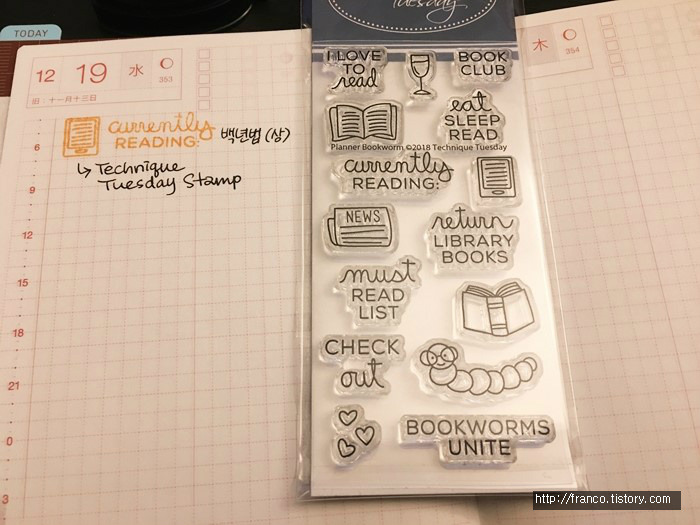 TODAY
12
19
水
353
旧:十一月十三日
currently
READING:
백년법 (상)
↳ Technique
Tuesday Stamp
6
9
12
15
18
21
0
3
Tuesday
I LOVE
TO
read
BOOK
CLUB
eat
SLEEP
READ
Planner Bookworm ©2018 Technique Tuesday
currently
READING:
NEWS
return
LIBRARY
BOOKS
must
READ
LIST
CHECK
out
BOOKWORMS
UNITE
木
354
http://franco.tistory.com